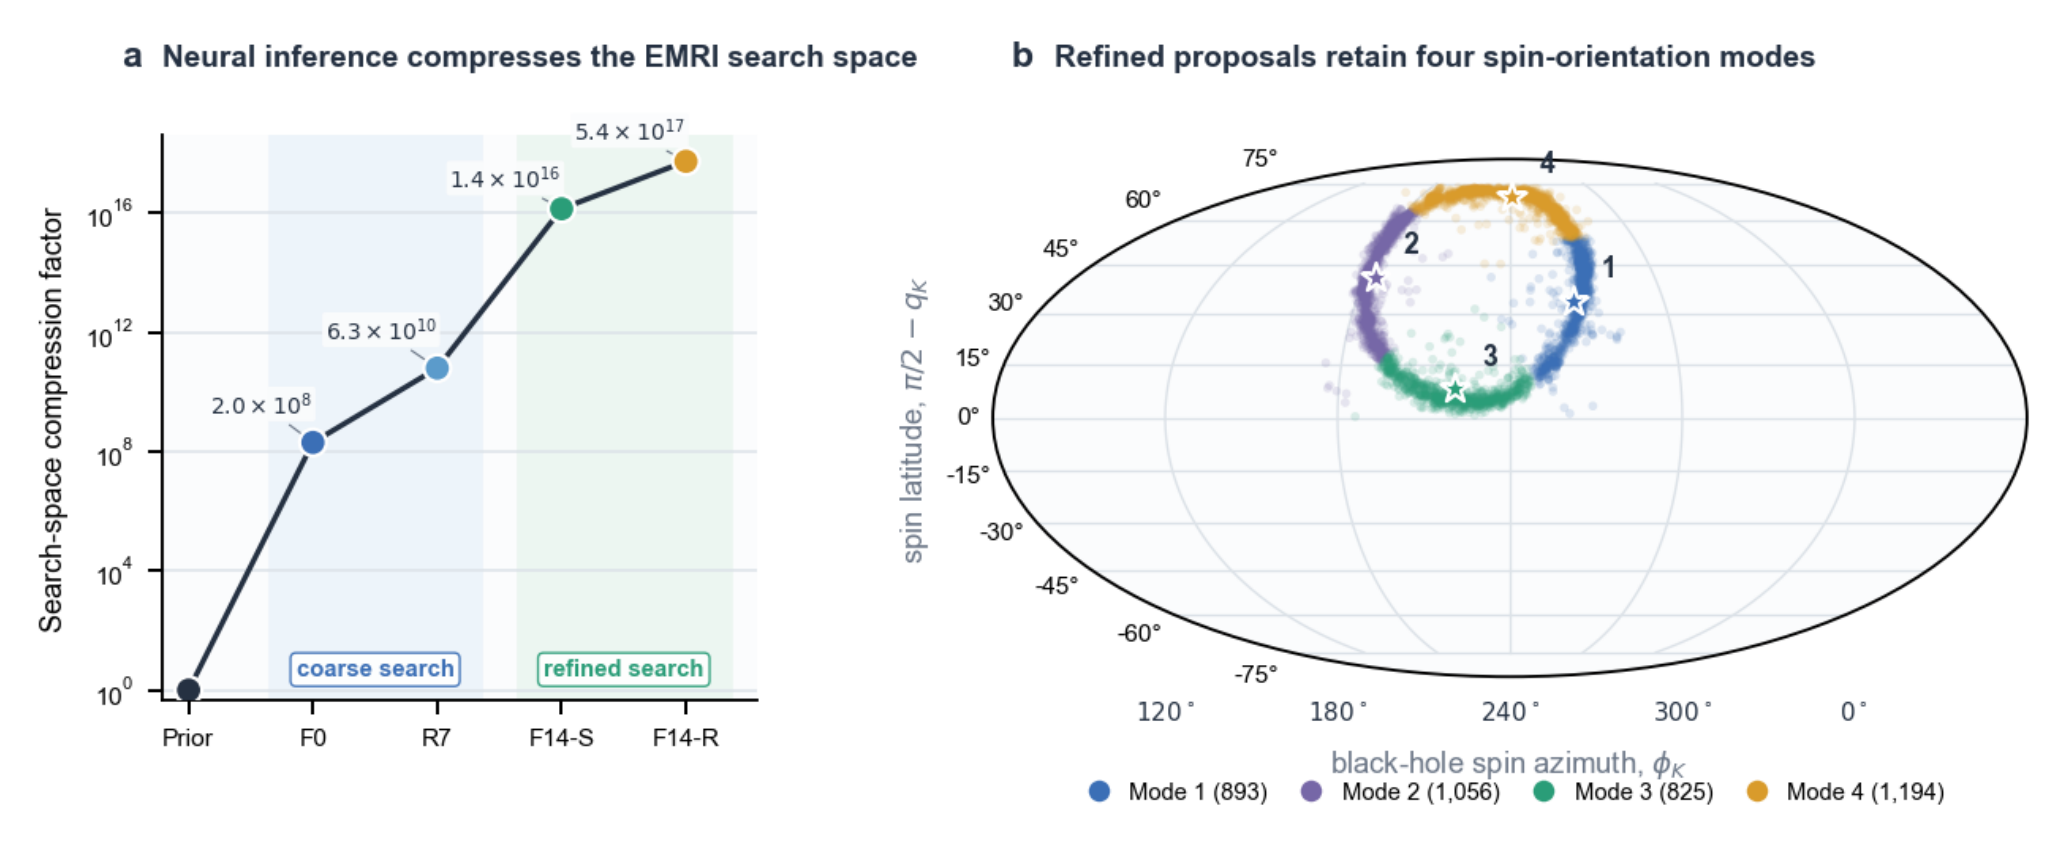 a Neural inference compresses the EMRI search space
Search-space compression factor
10¹⁶
10¹²
10⁸
10⁴
10⁰
2.0 × 10⁸
6.3 × 10¹⁰
1.4 × 10¹⁶
5.4 × 10¹⁷
coarse search
refined search
Prior
F0
R7
F14-S
F14-R
b Refined proposals retain four spin-orientation modes
spin latitude, π/2 − q_K
75°
60°
45°
30°
15°
0°
-15°
-30°
-45°
-60°
-75°
4
2
1
3
120°
180°
240°
300°
0°
black-hole spin azimuth, ϕ_K
Mode 1 (893)
Mode 2 (1,056)
Mode 3 (825)
Mode 4 (1,194)